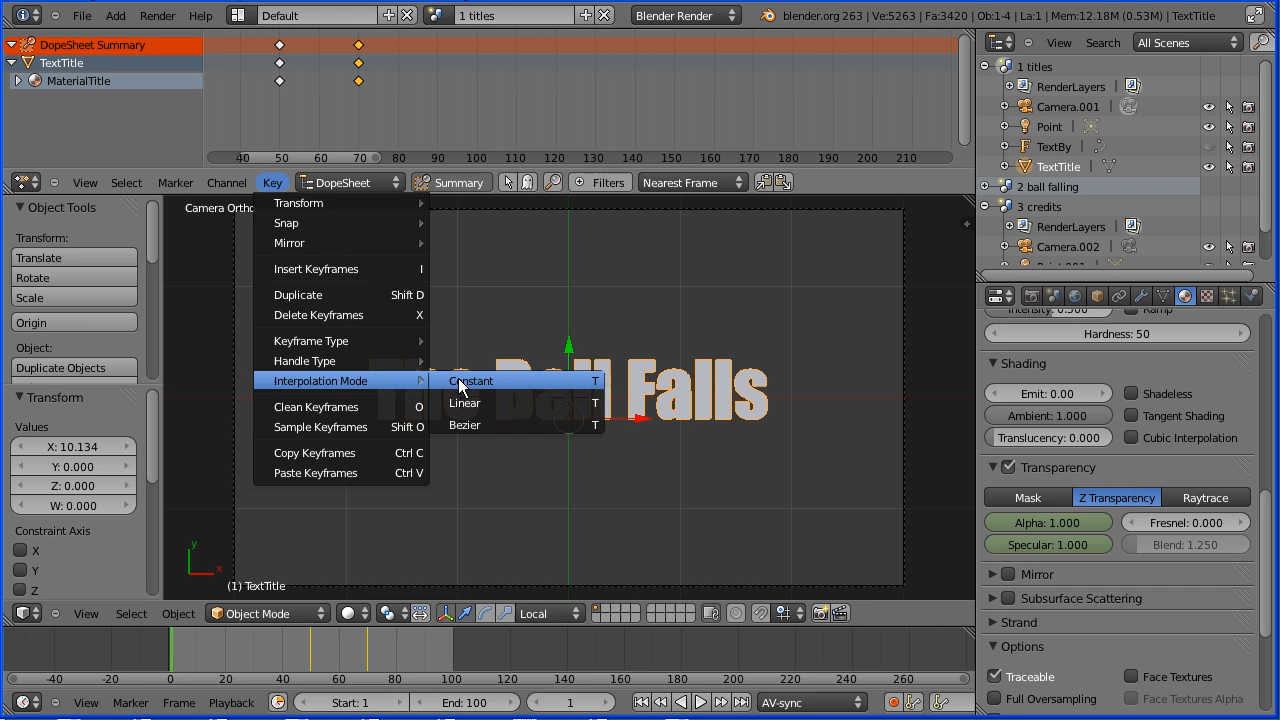 File Add Render Help Default 1 titles Blender Render blender.org 263 | Ve:5263 | Fa:3420 | Ob:1-4 | La:1 | Mem:12.18M (0.53M) | TextTitle
DopeSheet Summary
TextTitle
MaterialTitle
40 50 60 70 80 90 100 110 120 130 140 150 160 170 180 190 200 210
View Select Marker Channel Key DopeSheet Summary Filters Nearest Frame
View Search All Scenes
1 titles
RenderLayers |
Camera.001 |
Point |
TextBy |
TextTitle |
2 ball falling
3 credits
RenderLayers |
Camera.002 |
Object Tools
Transform:
Translate
Rotate
Scale
Origin
Object:
Duplicate Objects
Transform
Values
X: 10.134
Y: 0.000
Z: 0.000
W: 0.000
Constraint Axis
X
Y
Z
Camera Ortho
Transform
Snap
Mirror
Insert Keyframes I
Duplicate Shift D
Delete Keyframes X
Keyframe Type
Handle Type
Interpolation Mode
Clean Keyframes O
Sample Keyframes Shift O
Copy Keyframes Ctrl C
Paste Keyframes Ctrl V
Constant T
Linear T
Bezier T
The Ball Falls
y
x
(1) TextTitle
View Select Object Object Mode Local
-40 -20 0 20 40 60 80 100 120 140 160 180 200 220 240 260
View Marker Frame Playback Start: 1 End: 100 1 AV-sync
Intensity: 0.500 Ramp
Hardness: 50
Shading
Emit: 0.00 Shadeless
Ambient: 1.000 Tangent Shading
Translucency: 0.000 Cubic Interpolation
Transparency
Mask Z Transparency Raytrace
Alpha: 1.000 Fresnel: 0.000
Specular: 1.000 Blend: 1.250
Mirror
Subsurface Scattering
Strand
Options
Traceable Face Textures
Full Oversampling Face Textures Alpha